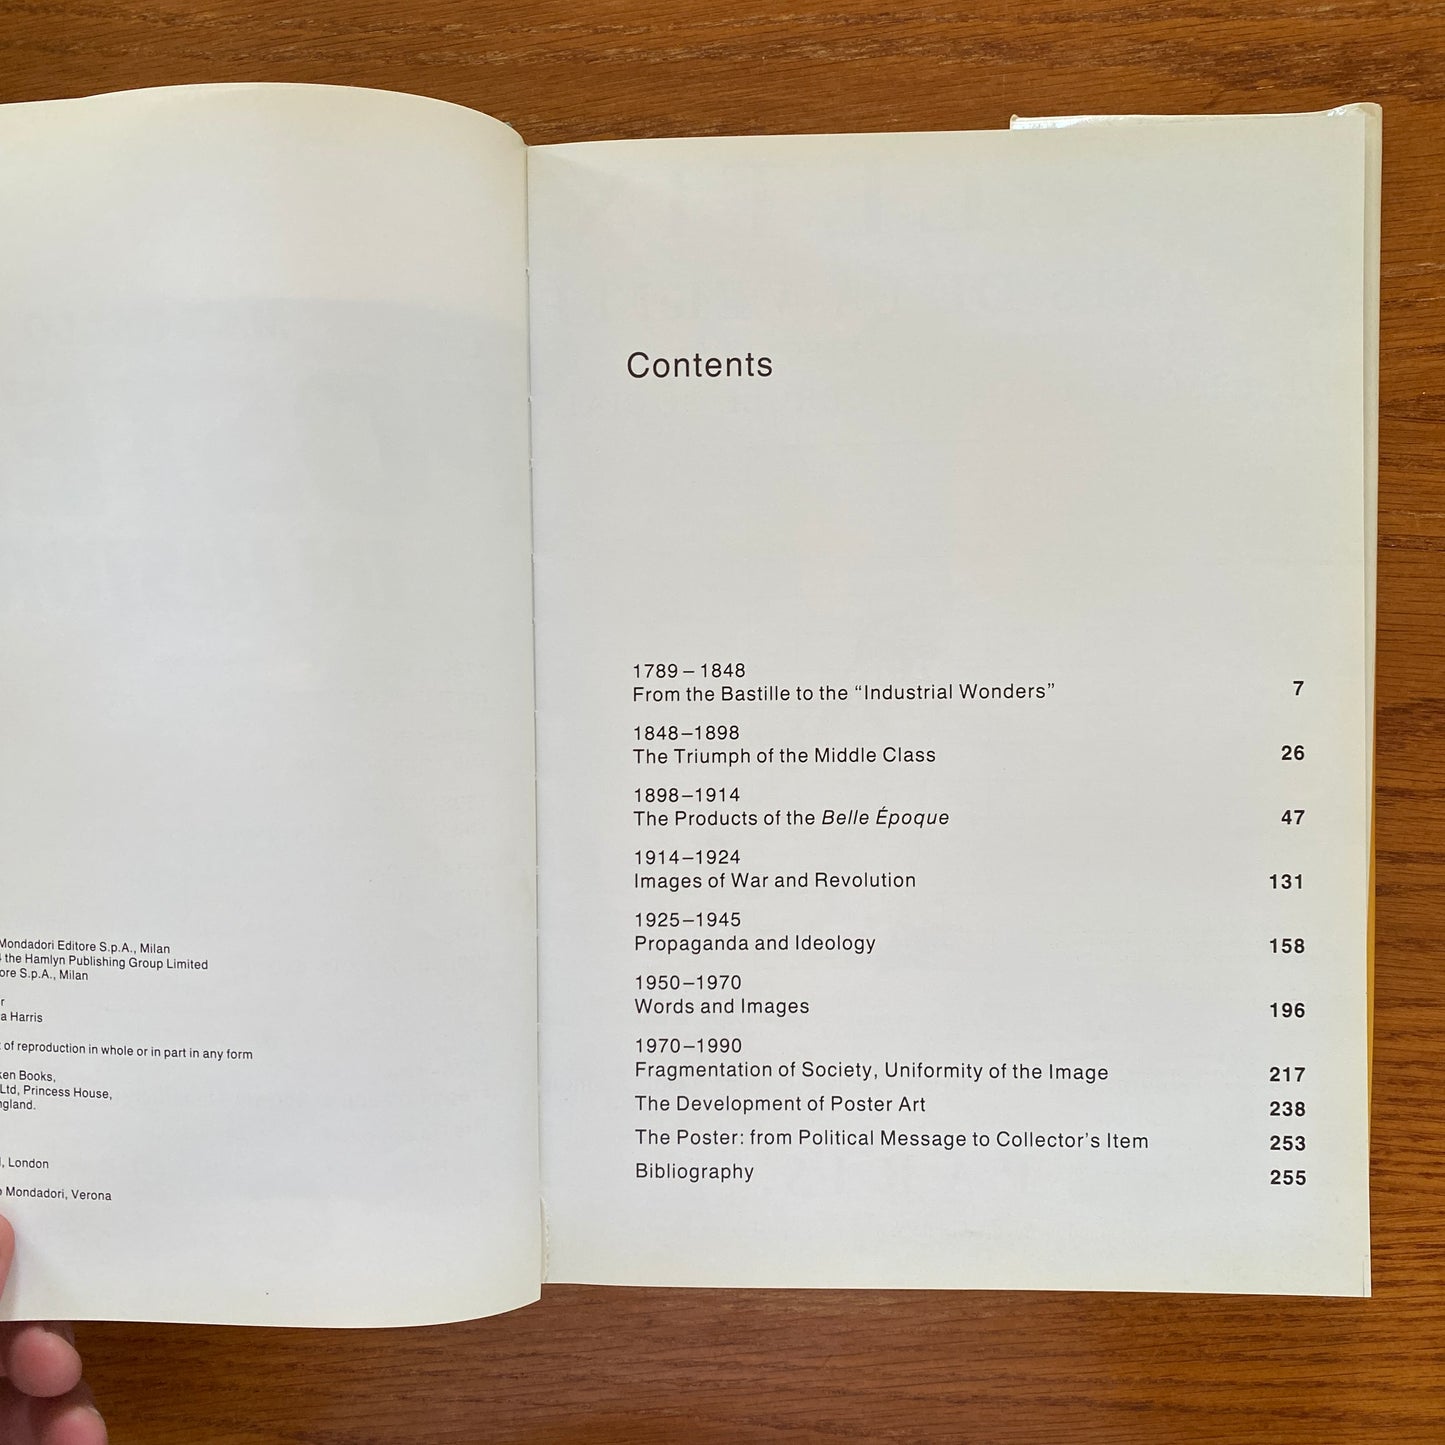 Mondadori Editore S.p.A., Milan
the Hamlyn Publishing Group Limited
S.p.A., Milan
Harris
of reproduction in whole or in part in any form
Books,
Ltd, Princess House,
London
Mondadori, Verona
Contents
1789 – 1848
From the Bastille to the “Industrial Wonders” 7
1848–1898
The Triumph of the Middle Class 26
1898–1914
The Products of the Belle Époque 47
1914–1924
Images of War and Revolution 131
1925–1945
Propaganda and Ideology 158
1950–1970
Words and Images 196
1970–1990
Fragmentation of Society, Uniformity of the Image 217
The Development of Poster Art 238
The Poster: from Political Message to Collector’s Item 253
Bibliography 255